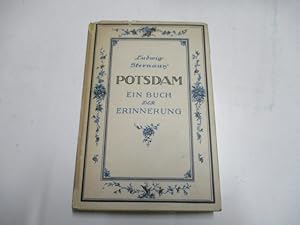 Ludwig
Sternaux
POTSDAM
EIN BUCH
DER
ERINNERUNG